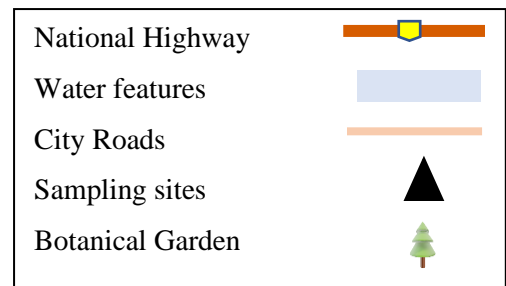 National Highway
Water features
City Roads
Sampling sites
Botanical Garden